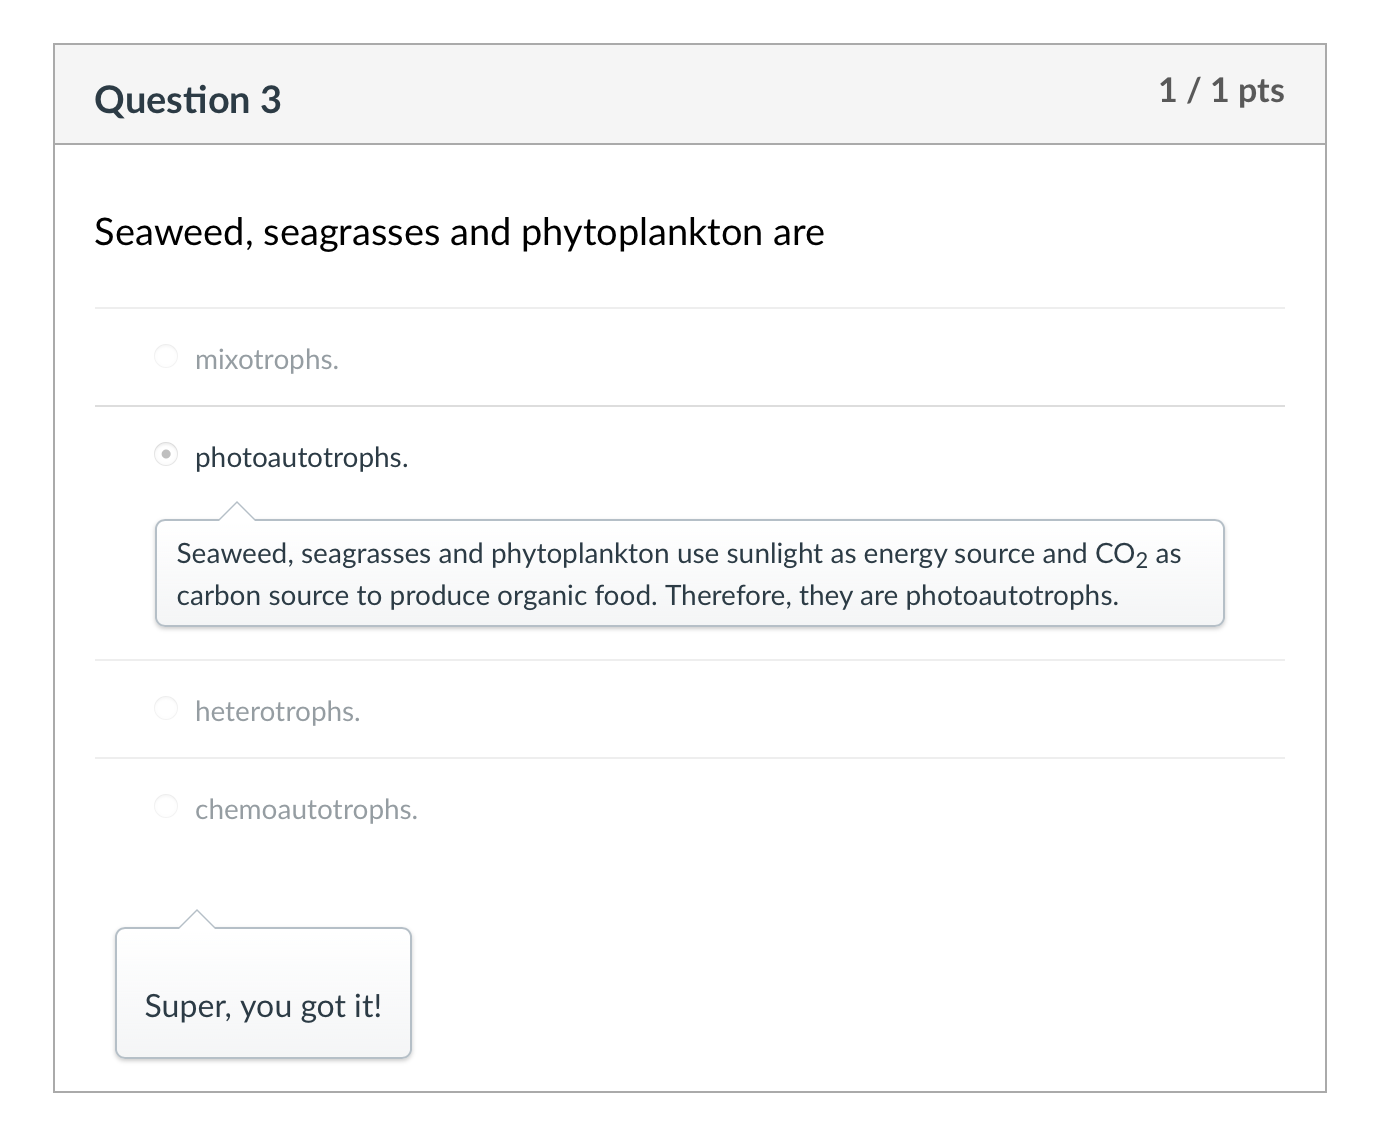 Question 3
1 / 1 pts
Seaweed, seagrasses and phytoplankton are
mixotrophs.
photoautotrophs.
Seaweed, seagrasses and phytoplankton use sunlight as energy source and CO2 as
carbon source to produce organic food. Therefore, they are photoautotrophs.
heterotrophs.
chemoautotrophs.
Super, you got it!